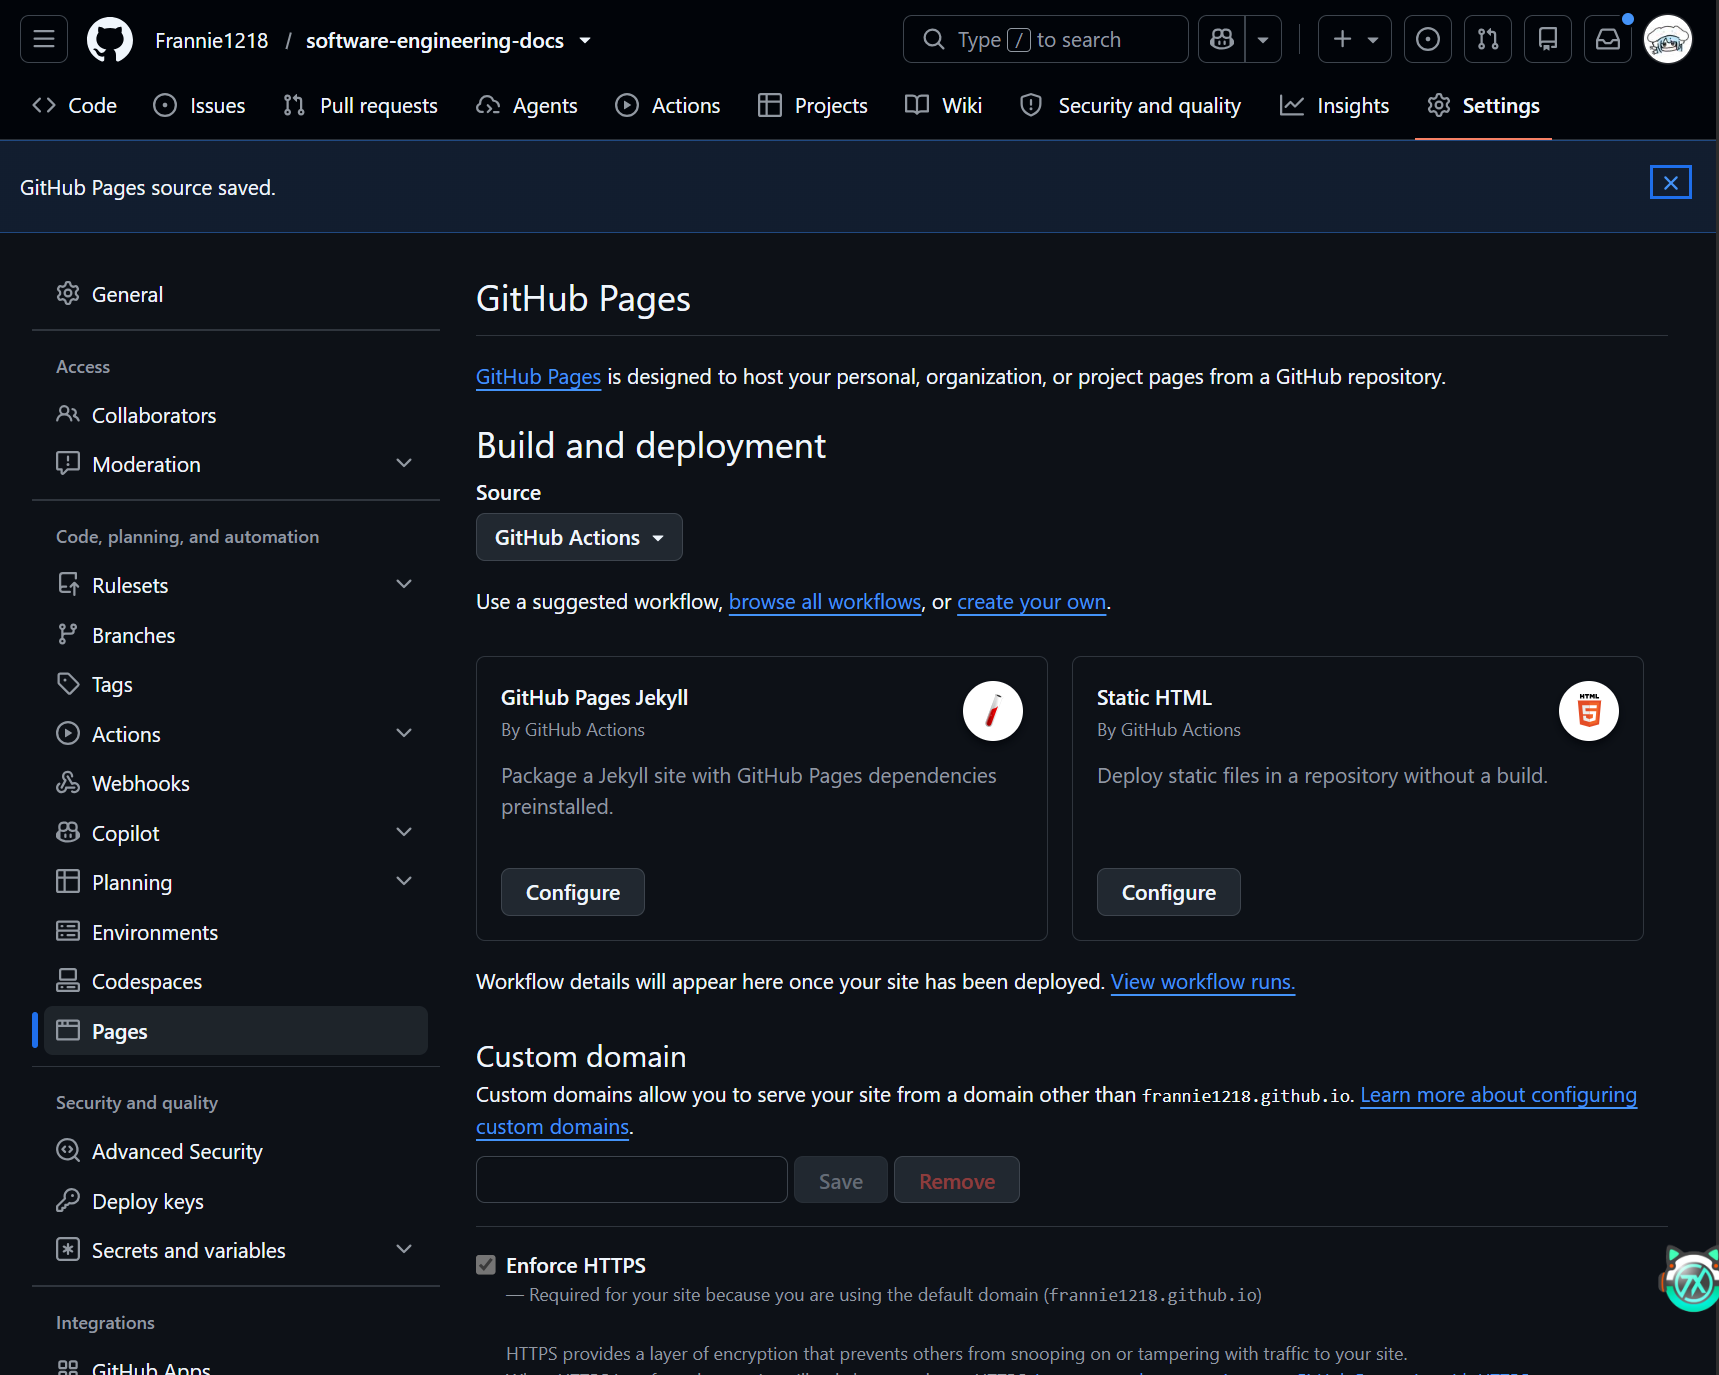 Frannie1218 / software-engineering-docs
Type / to search
Code
Issues
Pull requests
Agents
Actions
Projects
Wiki
Security and quality
Insights
Settings
GitHub Pages source saved.
General
Access
Collaborators
Moderation
Code, planning, and automation
Rulesets
Branches
Tags
Actions
Webhooks
Copilot
Planning
Environments
Codespaces
Pages
Security and quality
Advanced Security
Deploy keys
Secrets and variables
Integrations
GitHub Apps
GitHub Pages
GitHub Pages is designed to host your personal, organization, or project pages from a GitHub repository.
Build and deployment
Source
GitHub Actions
Use a suggested workflow, browse all workflows, or create your own.
GitHub Pages Jekyll
By GitHub Actions
Package a Jekyll site with GitHub Pages dependencies
preinstalled.
Configure
Static HTML
By GitHub Actions
HTML
5
Deploy static files in a repository without a build.
Configure
Workflow details will appear here once your site has been deployed. View workflow runs.
Custom domain
Custom domains allow you to serve your site from a domain other than frannie1218.github.io. Learn more about configuring
custom domains.
Save
Remove
Enforce HTTPS
— Required for your site because you are using the default domain (frannie1218.github.io)
HTTPS provides a layer of encryption that prevents others from snooping on or tampering with traffic to your site.
7X